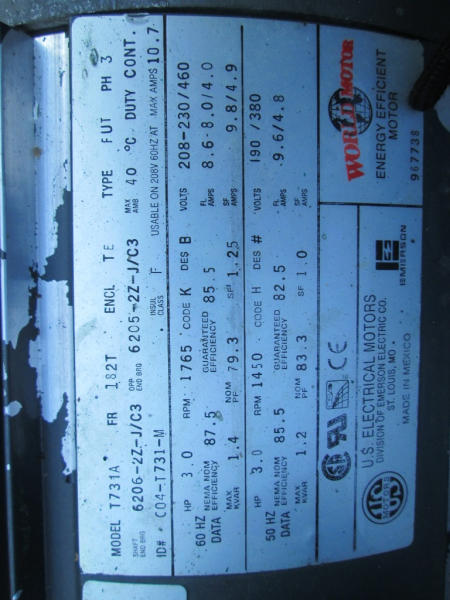 MODEL T731A FR 182T ENCL TE TYPE FUT PH 3
SHAFT END BRG 6206-2Z-J/C3 OPP END BRG 6205-2Z-J/C3 MAX AMB 40 °C DUTY CONT.
ID# C04-T731-M INSUL CLASS F USABLE ON 208V 60HZ AT MAX AMPS 10.7
60 HZ DATA
HP 3.0 RPM 1765 CODE K DES B VOLTS 208-230/460
NEMA NOM EFFICIENCY 87.5 GUARANTEED EFFICIENCY 85.5 FL AMPS 8.6-8.0/4.0
MAX KVAR 1.4 NOM PF 79.3 SF 1.25 SF AMPS 9.8/4.9
50 HZ DATA
HP 3.0 RPM 1450 CODE H DES # VOLTS 190/380
NEMA NOM EFFICIENCY 85.5 GUARANTEED EFFICIENCY 82.5 FL AMPS 9.6/4.8
MAX KVAR 1.2 NOM PF 83.3 SF 1.0 SF AMPS
CE
WORLD MOTOR
ENERGY EFFICIENT
MOTOR
967738
MOTORS
US
U.S. ELECTRICAL MOTORS
DIVISION OF EMERSON ELECTRIC CO.
ST. LOUIS, MO.
MADE IN MEXICO
EMERSON